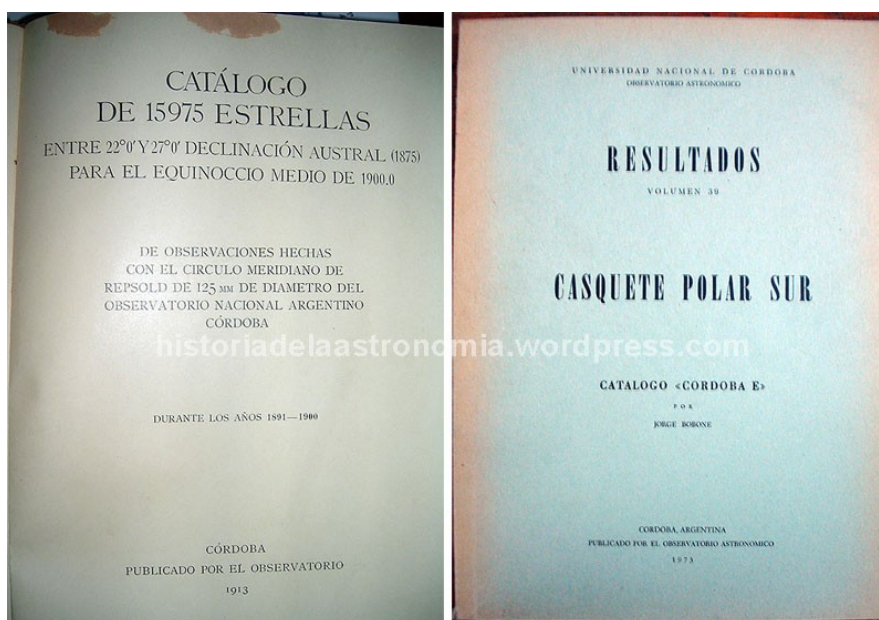 CATÁLOGO
DE 15975 ESTRELLAS
ENTRE 22°0' Y 27°0' DECLINACIÓN AUSTRAL (1875)
PARA EL EQUINOCCIO MEDIO DE 1900.0
DE OBSERVACIONES HECHAS
CON EL CIRCULO MERIDIANO DE
REPSOLD DE 125 MM DE DIAMETRO DEL
OBSERVATORIO NACIONAL ARGENTINO
CÓRDOBA
DURANTE LOS AÑOS 1891—1900
CÓRDOBA
PUBLICADO POR EL OBSERVATORIO
1913
UNIVERSIDAD NACIONAL DE CORDOBA
OBSERVATORIO ASTRONOMICO
RESULTADOS
VOLUMEN 39
CASQUETE POLAR SUR
CATALOGO «CORDOBA E»
POR
JORGE BOBONE
CORDOBA, ARGENTINA
PUBLICADO POR EL OBSERVATORIO ASTRONOMICO
1973
historiadelaastronomia.wordpress.com